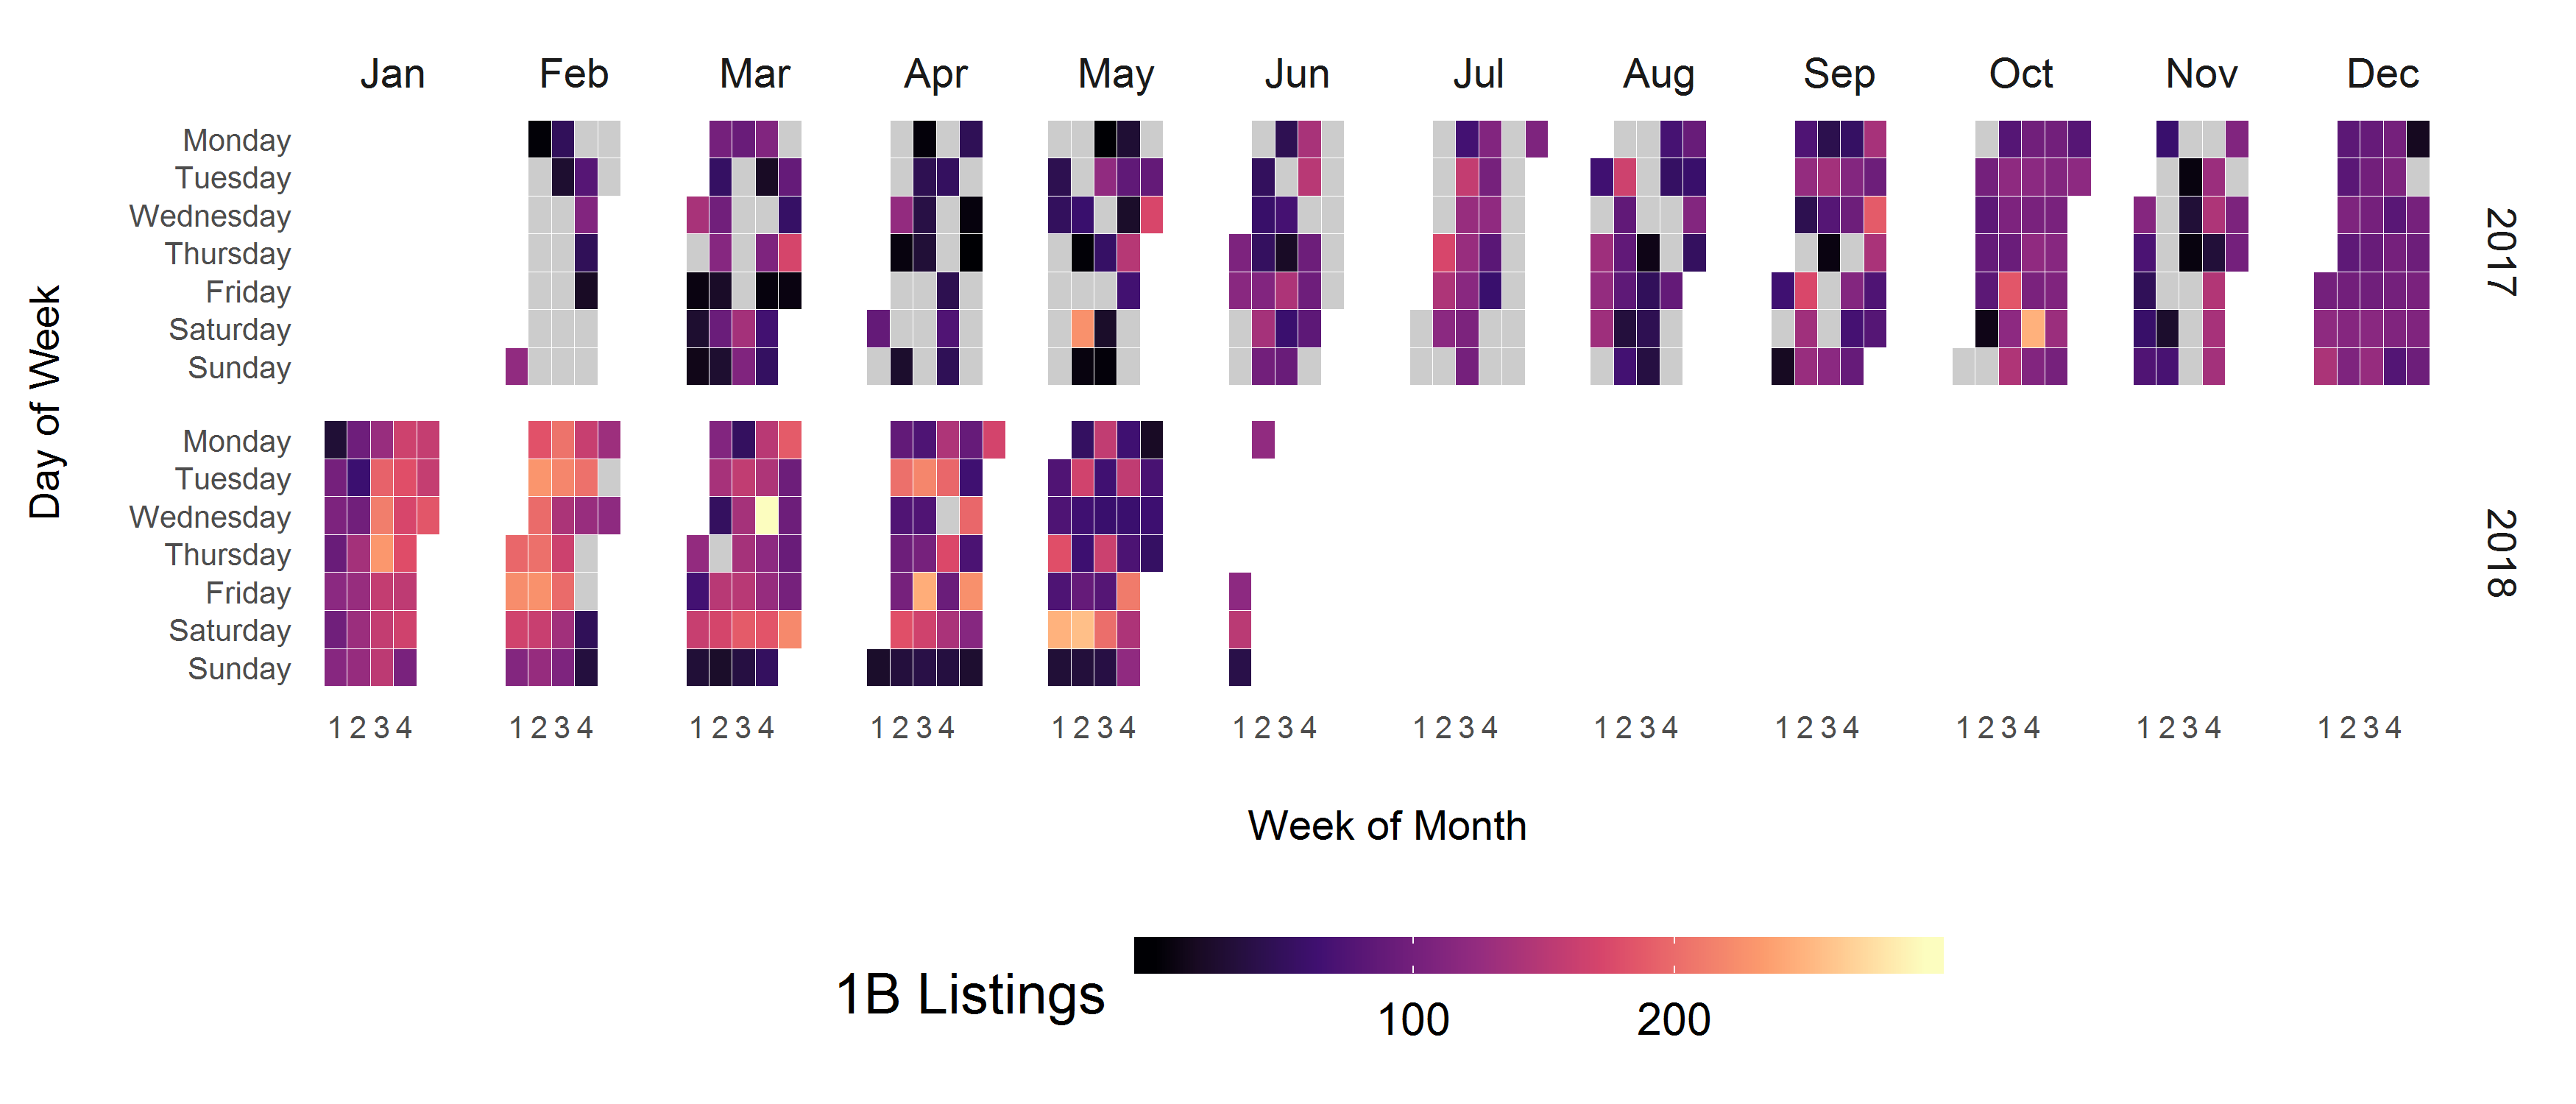 Jan Feb Mar Apr May Jun Jul Aug Sep Oct Nov Dec
Monday
Tuesday
Wednesday
Thursday
Friday
Saturday
Sunday
2017
Day of Week
Monday
Tuesday
Wednesday
Thursday
Friday
Saturday
Sunday
2018
1 2 3 4 1 2 3 4 1 2 3 4 1 2 3 4 1 2 3 4 1 2 3 4 1 2 3 4 1 2 3 4 1 2 3 4 1 2 3 4 1 2 3 4 1 2 3 4
Week of Month
1B Listings
100 200